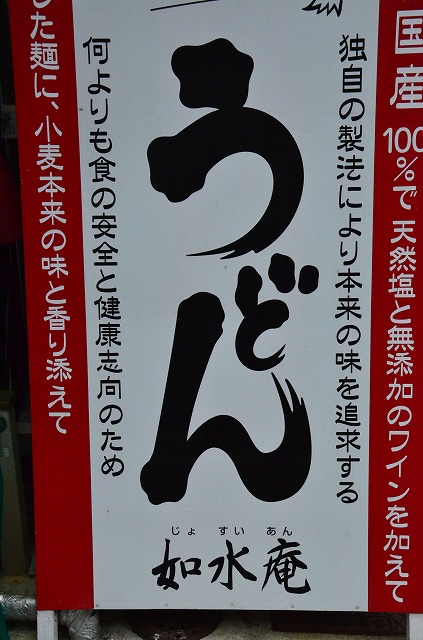 国産100%で天然塩と無添加のワインを加えて
独自の製法により本来の味を追求する
うどん
じょすいあん
如水庵
何よりも食の安全と健康志向のため
した麺に、小麦本来の味と香り添えて